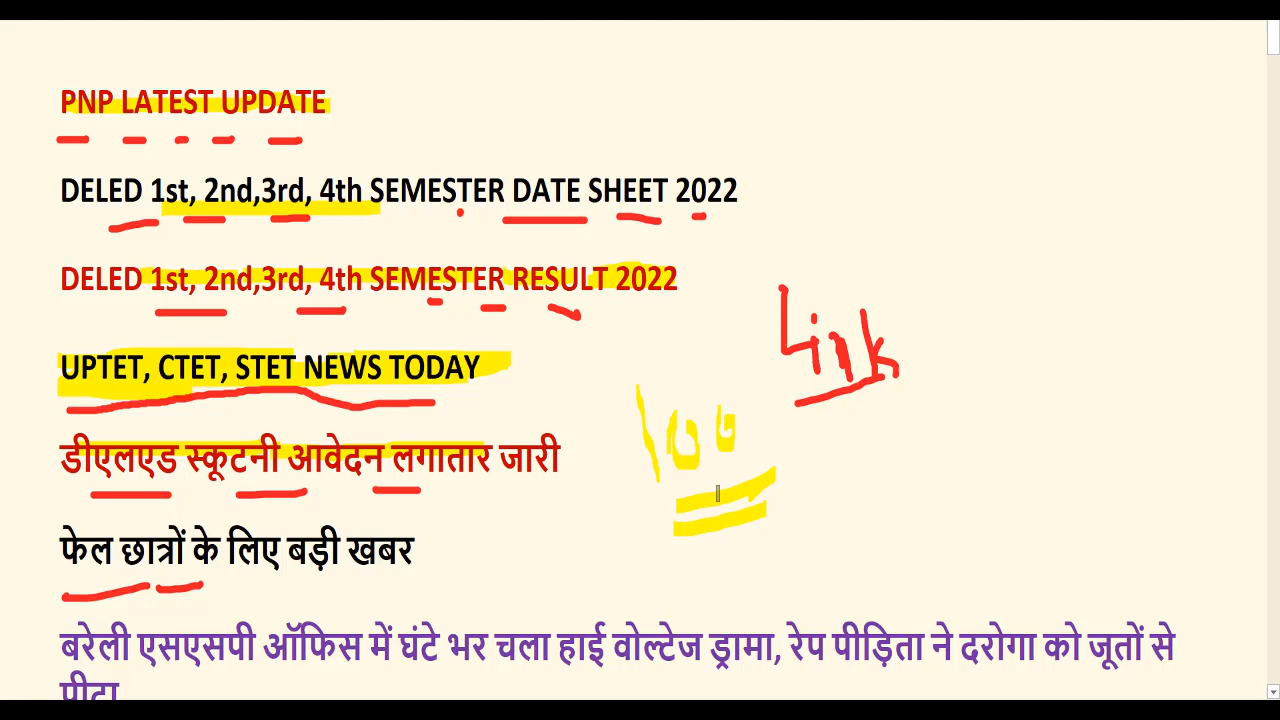 PNP LATEST UPDATE
DELED 1st, 2nd,3rd, 4th SEMESTER DATE SHEET 2022
DELED 1st, 2nd,3rd, 4th SEMESTER RESULT 2022
Link
UPTET, CTET, STET NEWS TODAY
डीएलएड स्कूटनी आवेदन लगातार जारी
फेल छात्रों के लिए बड़ी खबर
बरेली एसएसपी ऑफिस में घंटे भर चला हाई वोल्टेज ड्रामा, रेप पीड़िता ने दरोगा को जूतों से
पीटा